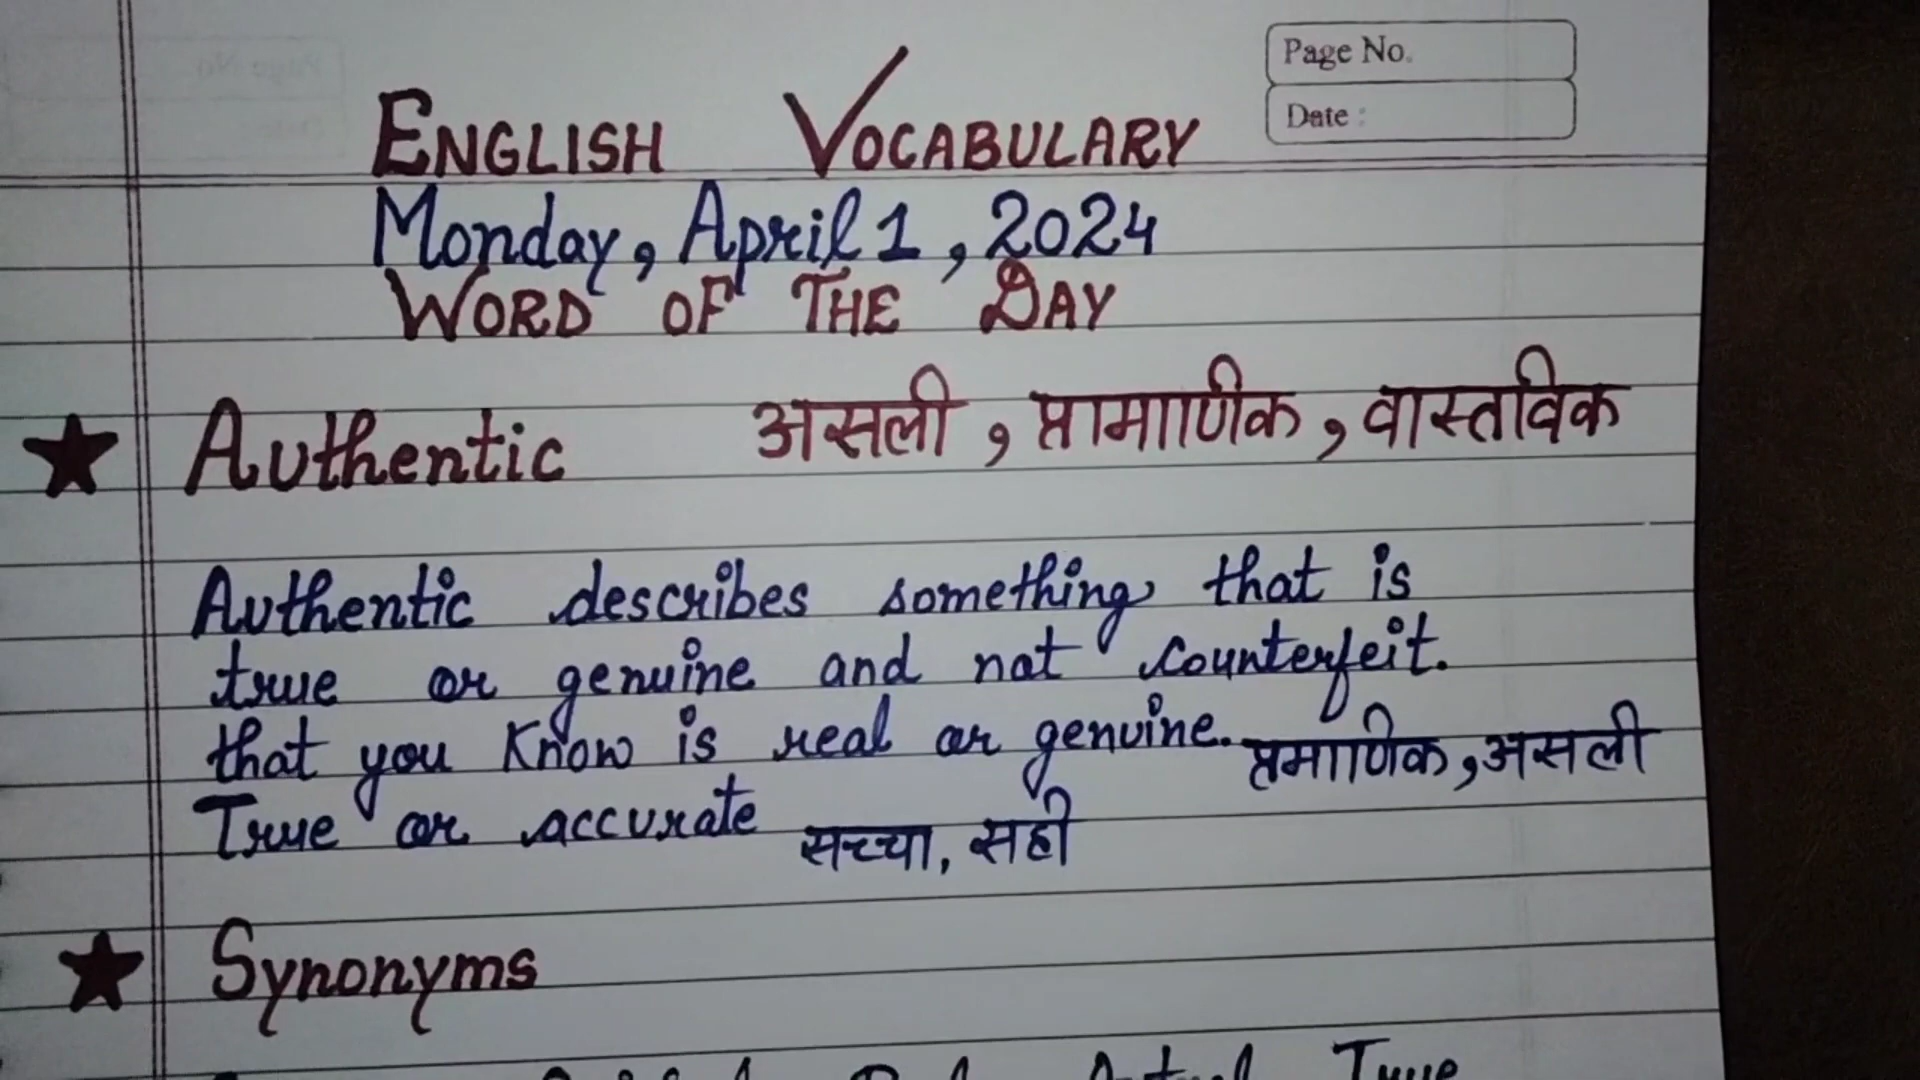 Page No.
Date :
ENGLISH VOCABULARY
Monday, April 1, 2024
WORD OF THE DAY
★ Authentic असली, प्रामाणिक, वास्तविक
Authentic describes something that is
true or genuine and not counterfeit.
that you know is real or genuine. प्रमाणिक, असली
True or accurate सच्चा, सही
★ Synonyms
Actual True